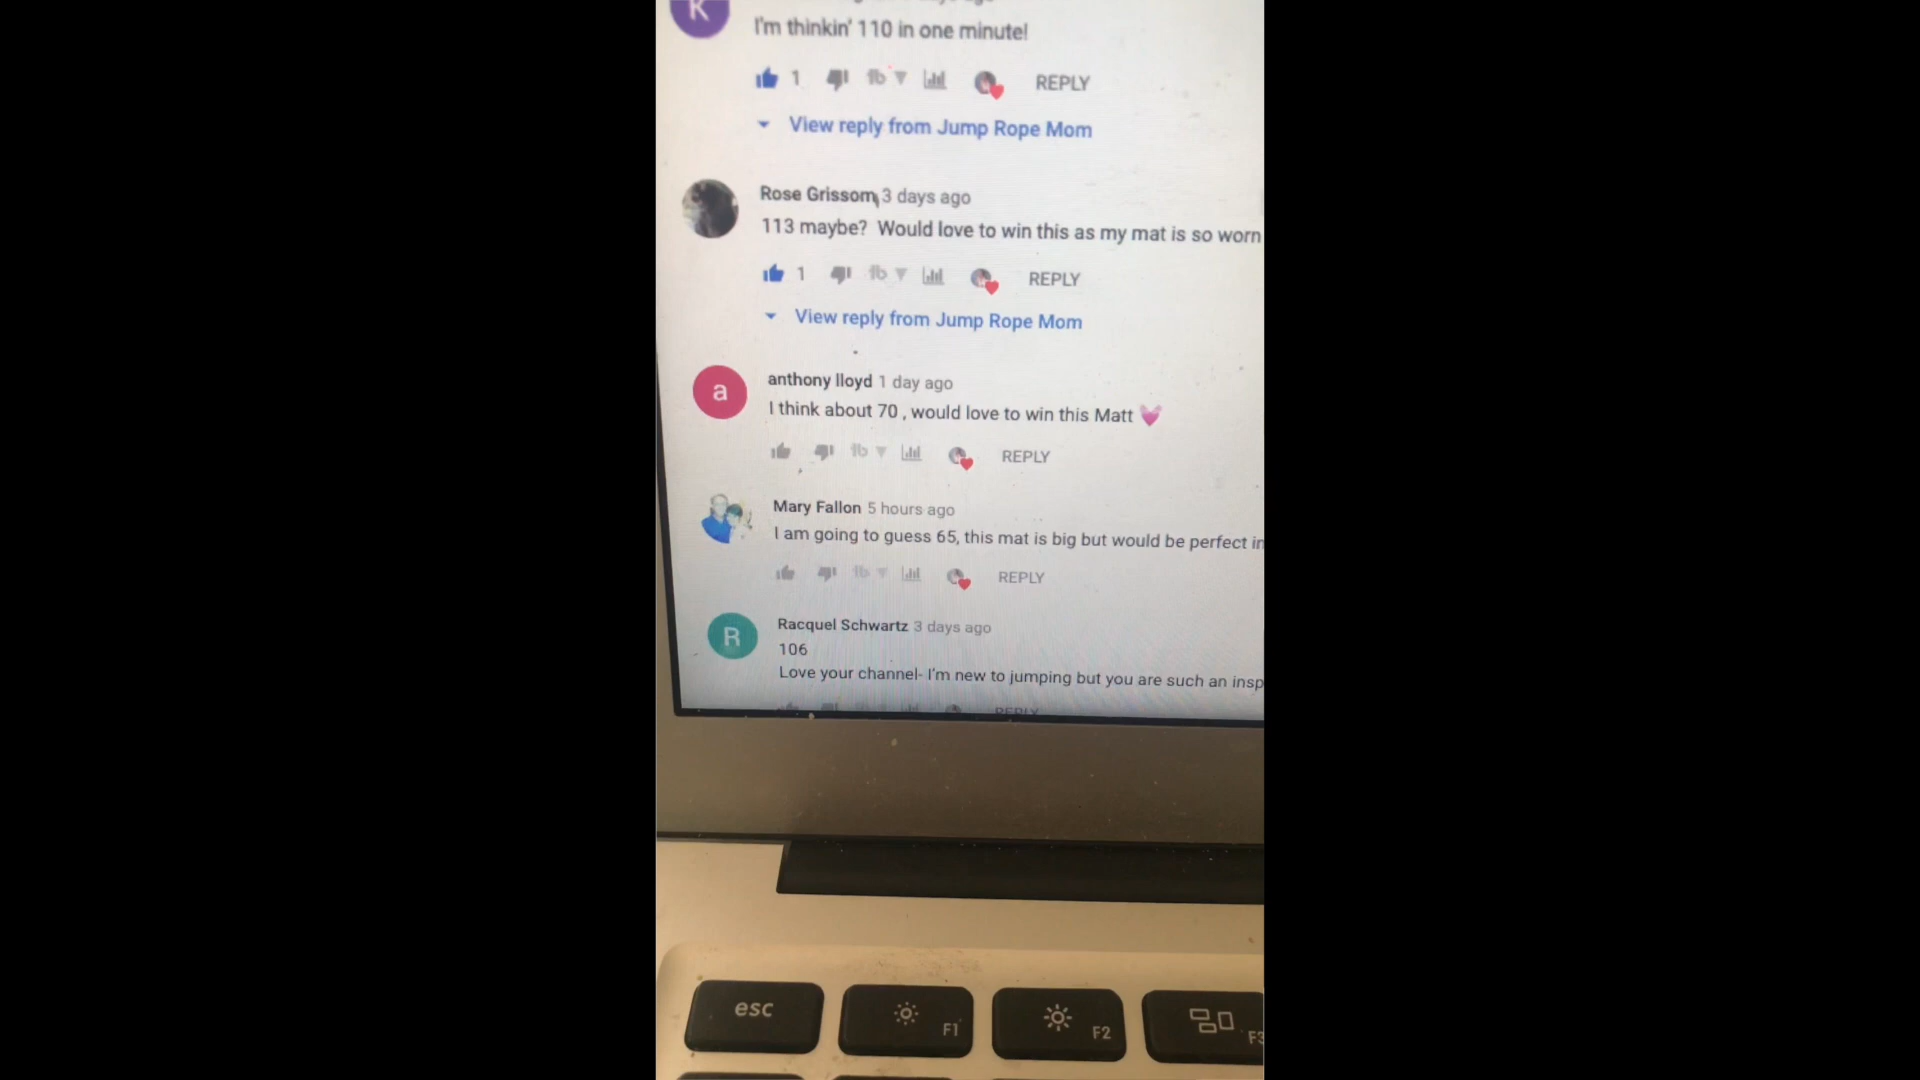 K
I'm thinkin' 110 in one minute!
1 REPLY
View reply from Jump Rope Mom
Rose Grissom 3 days ago
113 maybe? Would love to win this as my mat is so worn
1 REPLY
View reply from Jump Rope Mom
a
anthony lloyd 1 day ago
I think about 70 , would love to win this Matt
REPLY
Mary Fallon 5 hours ago
I am going to guess 65, this mat is big but would be perfect in
REPLY
R
Racquel Schwartz 3 days ago
106
Love your channel- I'm new to jumping but you are such an insp
REPLY
esc
F1
F2
F3